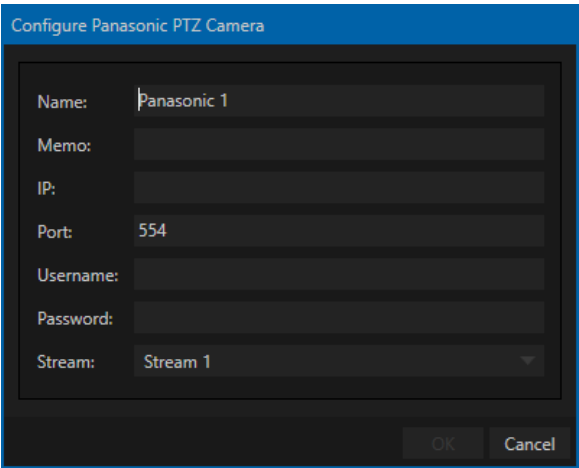 Configure Panasonic PTZ Camera
Name: Panasonic 1
Memo:
IP:
Port: 554
Username:
Password:
Stream: Stream 1
OK Cancel